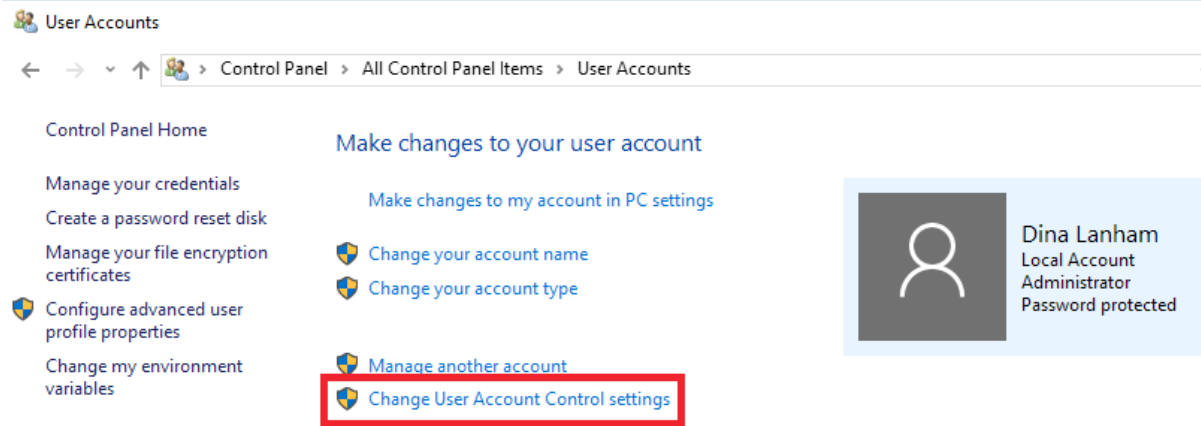 User Accounts
Control Panel > All Control Panel Items > User Accounts
Control Panel Home
Manage your credentials
Create a password reset disk
Manage your file encryption
certificates
Configure advanced user
profile properties
Change my environment
variables
Make changes to your user account
Make changes to my account in PC settings
Change your account name
Change your account type
Manage another account
Change User Account Control settings
Dina Lanham
Local Account
Administrator
Password protected